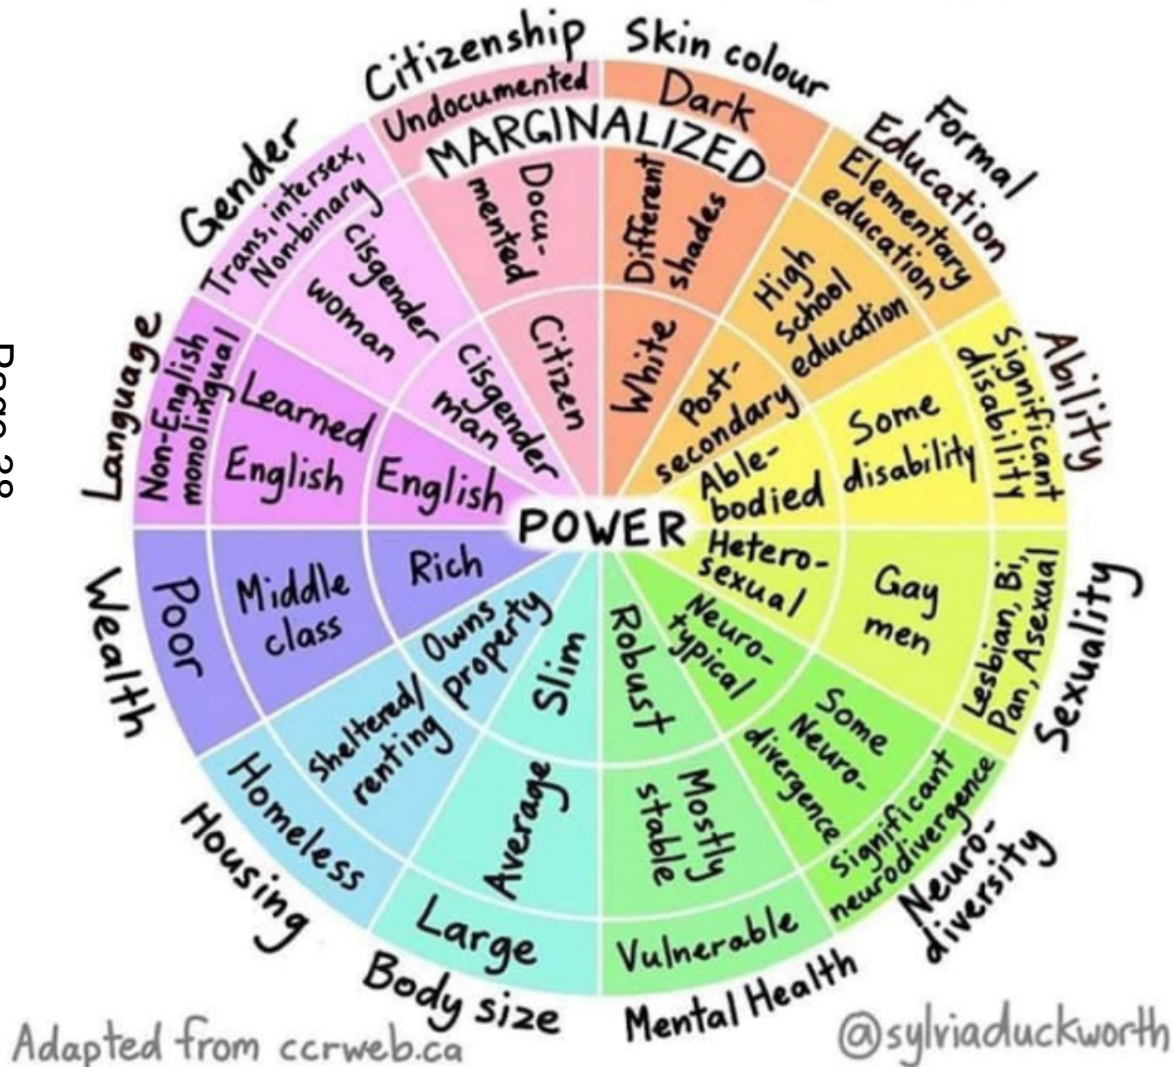 Citizenship
Undocumented
Docu-
mented
Citizen
Skin colour
Dark
Different
shades
White
Formal
Education
Elementary
education
High
school
education
Post-
secondary
Ability
Significant
disability
Some
disability
Able-
bodied
Sexuality
Lesbian, Bi,
Pan, Asexual
Gay
men
Hetero-
sexual
Neuro-
diversity
Significant
neurodivergence
Some
Neuro-
divergence
Neuro-
typical
Mental Health
Vulnerable
Mostly
stable
Robust
Body size
Large
Average
Slim
Housing
Homeless
Sheltered/
renting
Owns
property
Wealth
Poor
Middle
class
Rich
Language
Non-English
monolingual
Learned
English
English
Gender
Trans, intersex,
Non-binary
cisgender
woman
cisgender
man
MARGINALIZED
POWER
Adapted from ccrweb.ca
@sylviaduckworth